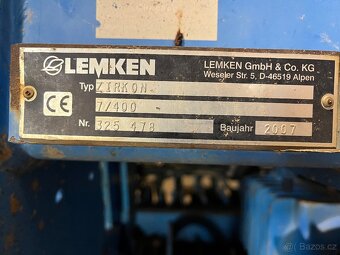 LEMKEN
LEMKEN GmbH & Co. KG
Weseler Str. 5, D-46519 Alpen
Typ ZIRKON
7/400
CE
Nr. 325 478 Baujahr 2007
Bazos.cz